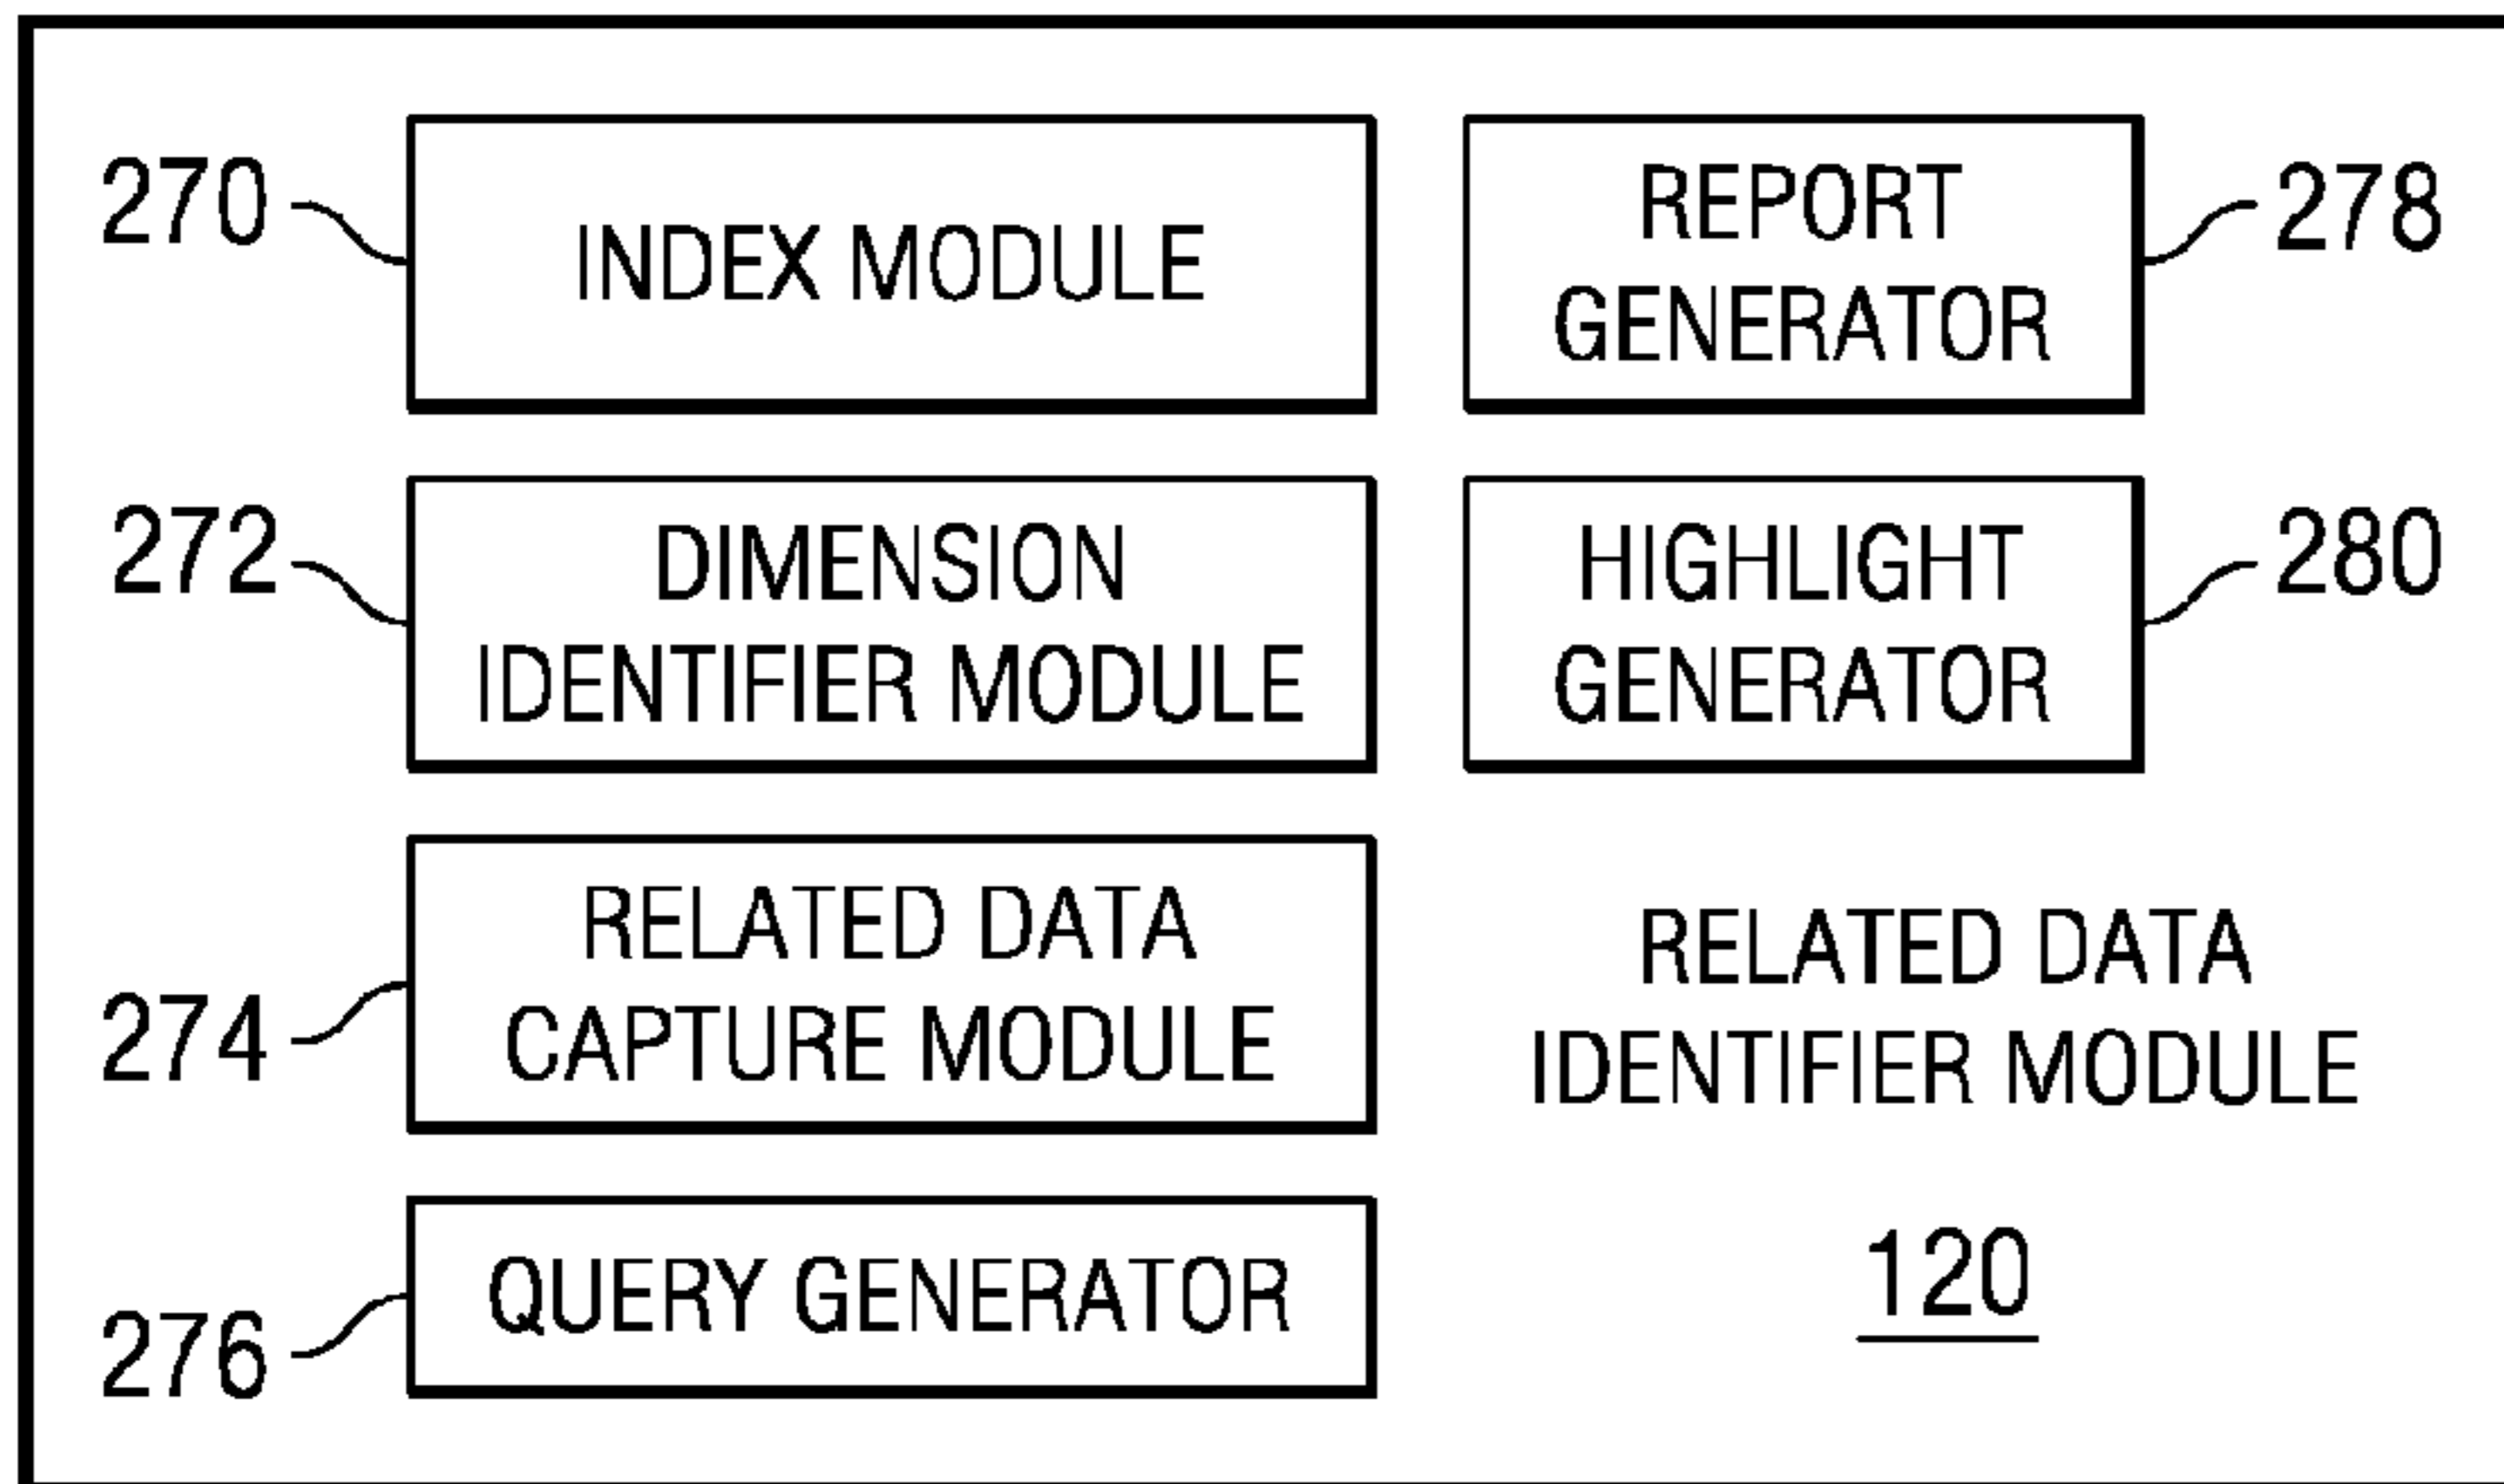 270
INDEX MODULE
REPORT
GENERATOR
278
272
DIMENSION
IDENTIFIER MODULE
HIGHLIGHT
GENERATOR
280
274
RELATED DATA
CAPTURE MODULE
RELATED DATA
IDENTIFIER MODULE
276
QUERY GENERATOR
120